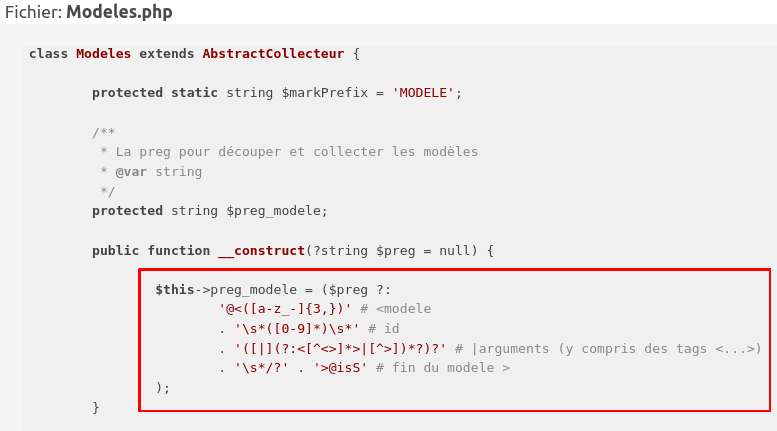 Fichier: Modeles.php
class Modeles extends AbstractCollecteur {
protected static string $markPrefix = 'MODELE';
/**
* La preg pour découper et collecter les modèles
* @var string
*/
protected string $preg_modele;
public function __construct(?string $preg = null) {
$this->preg_modele = ($preg ?:
'@<([a-z_-]{3,})' # <modele
. '\s*([0-9]*)\s*' # id
. '([|](?:<[^<>]*>|[^>])*?)?' # |arguments (y compris des tags <...>)
. '\s*/?' . '>@isS' # fin du modele >
);
}